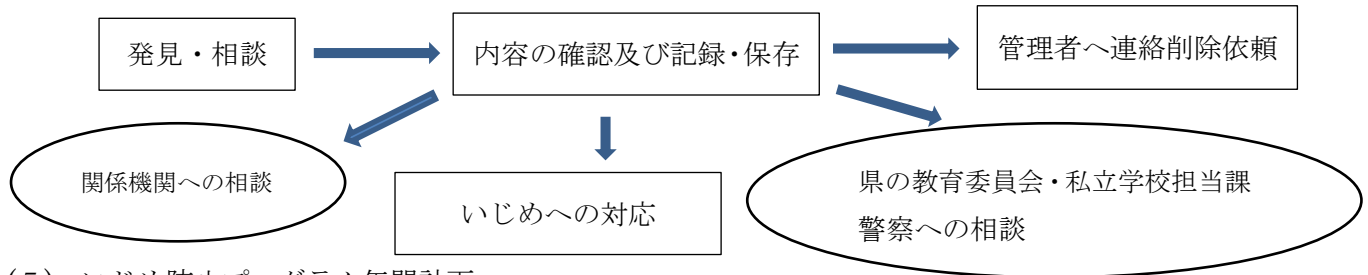 発見・相談
内容の確認及び記録・保存
管理者へ連絡削除依頼
関係機関への相談
いじめへの対応
県の教育委員会・私立学校担当課
警察への相談